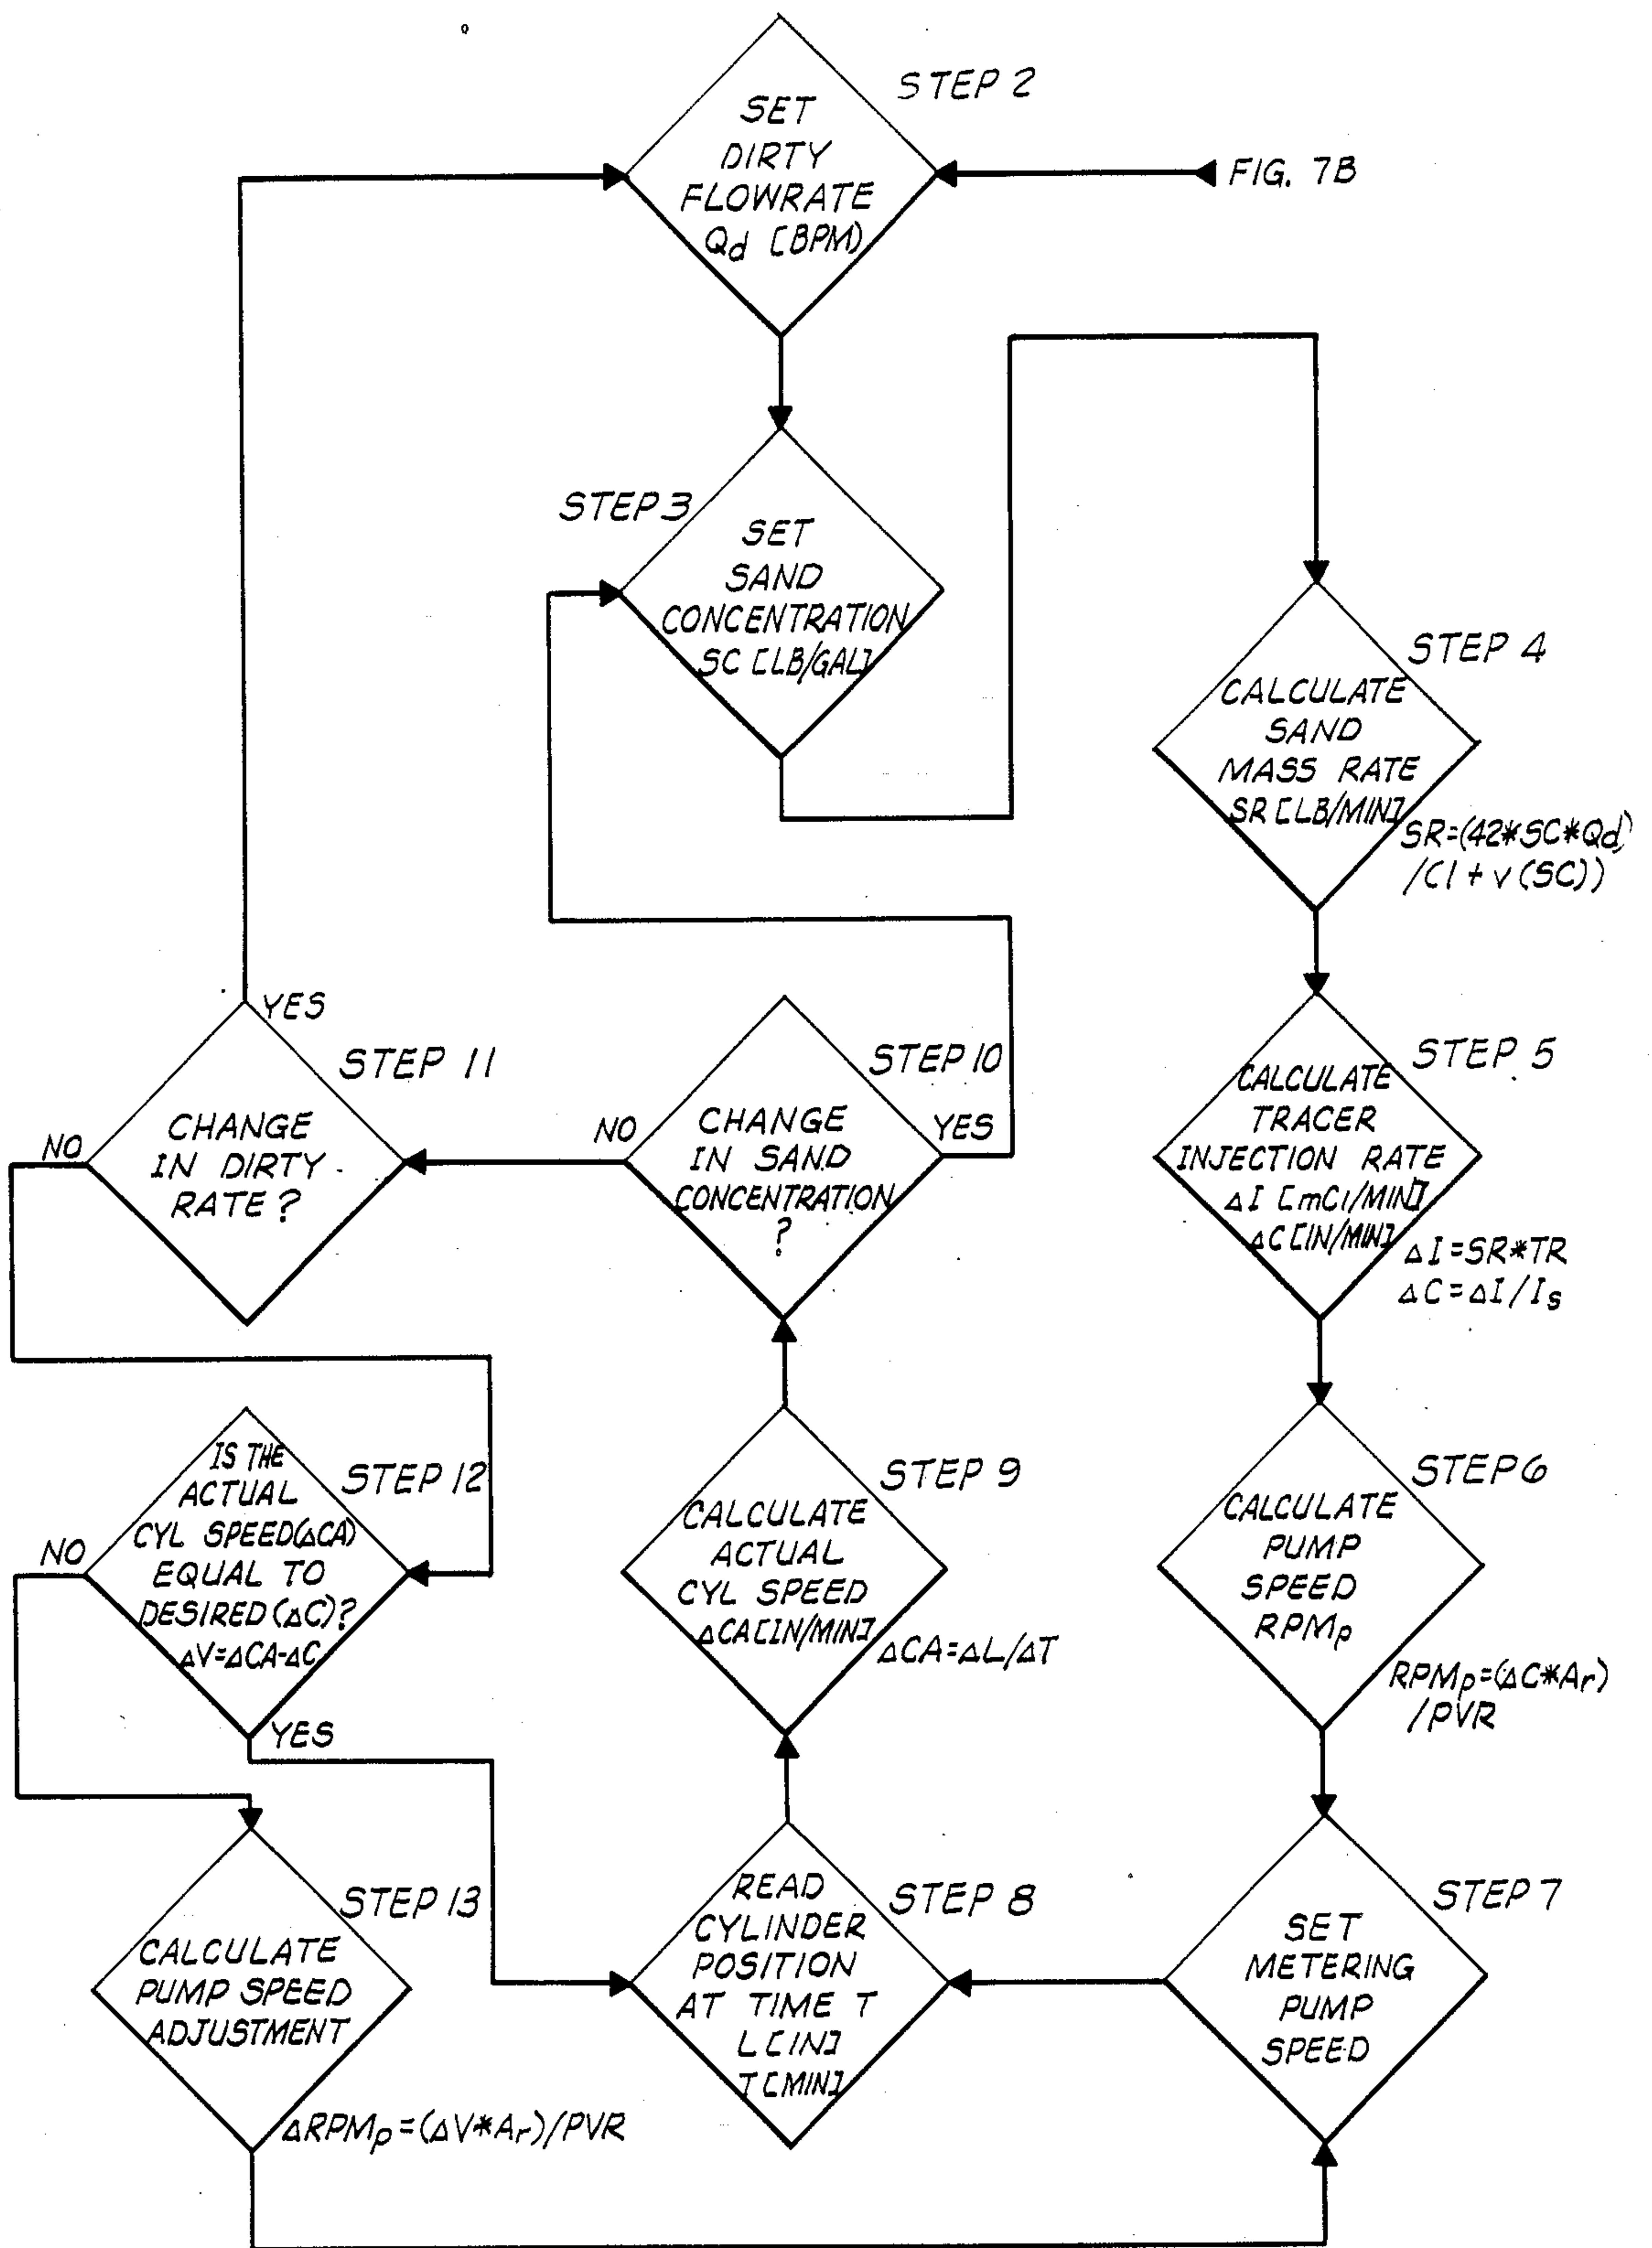 STEP 2
SET
DIRTY
FLOWRATE
Qd [BPM)
FIG. 7B
STEP 3
SET
SAND
CONCENTRATION
SC [LB/GAL]
STEP 4
CALCULATE
SAND
MASS RATE
SR [LB/MIN]
SR=(42*SC*Qd)
/C1 + v (SC))
STEP 5
CALCULATE
TRACER
INJECTION RATE
ΔI [mCi/MIN]
ΔC [IN/MIN]
ΔI=SR*TR
ΔC=ΔI/Is
STEP 6
CALCULATE
PUMP
SPEED
RPMp
RPMp=(ΔC*Ar)
/PVR
STEP 7
SET
METERING
PUMP
SPEED
STEP 8
READ
CYLINDER
POSITION
AT TIME T
L [IN]
T [MIN]
STEP 9
CALCULATE
ACTUAL
CYL SPEED
ΔCA [IN/MIN]
ΔCA=ΔL/ΔT
STEP 10
CHANGE
IN SAND
CONCENTRATION
?
NO
YES
STEP 11
CHANGE
IN DIRTY
RATE?
YES
NO
STEP 12
IS THE
ACTUAL
CYL SPEED(ΔCA)
EQUAL TO
DESIRED (ΔC)?
ΔV=ΔCA-ΔC
NO
YES
STEP 13
CALCULATE
PUMP SPEED
ADJUSTMENT
ΔRPMp=(ΔV*Ar)/PVR